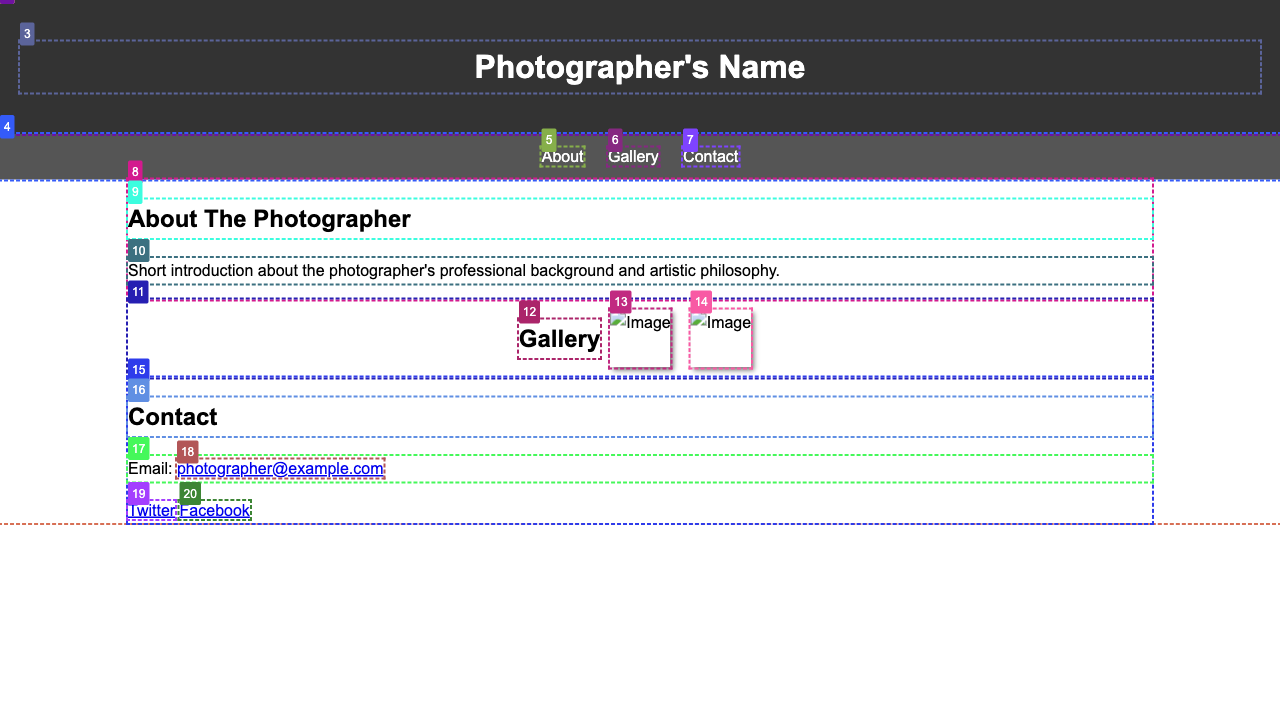 3
Photographer's Name
4
5 6 7
About Gallery Contact
8
9
About The Photographer
10
Short introduction about the photographer's professional background and artistic philosophy.
11
12 13 14
Gallery Image Image
15
16
Contact
17 18
Email: photographer@example.com
19 20
Twitter Facebook